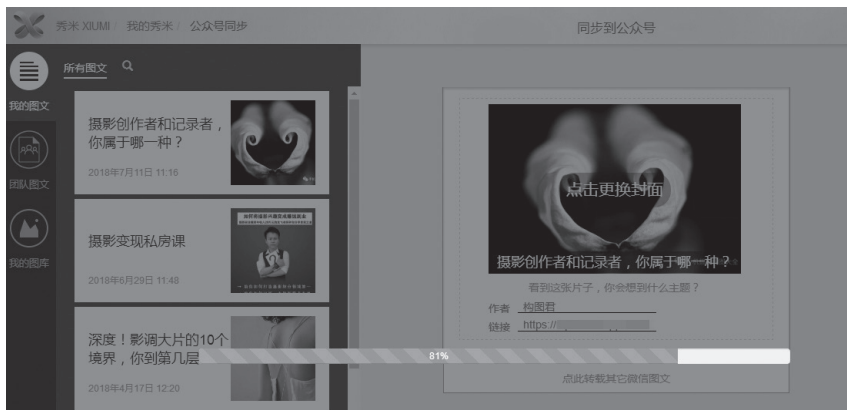 秀米 XIUMI / 我的秀米 / 公众号同步
同步到公众号
我的图文
团队图文
我的图库
所有图文
摄影创作者和记录者，
你属于哪一种？
2018年7月11日 11:16
摄影变现私房课
2018年6月29日 11:48
深度！影调大片的10个
境界，你到第几层
2018年4月17日 12:20
点击更换封面
摄影创作者和记录者，你属于哪一种？
看到这张片子，你会想到什么主题？
作者 构图君
链接 https://
81%
点此转载其它微信图文